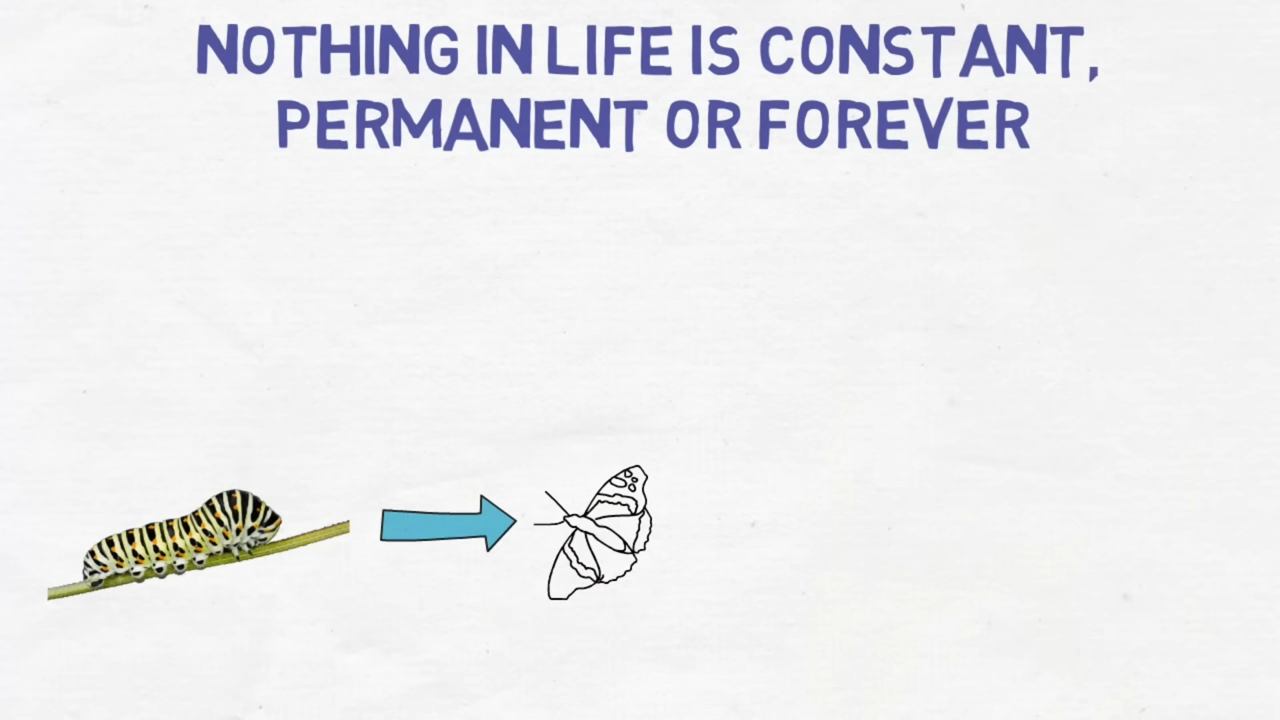 NOTHING IN LIFE IS CONSTANT,
PERMANENT OR FOREVER